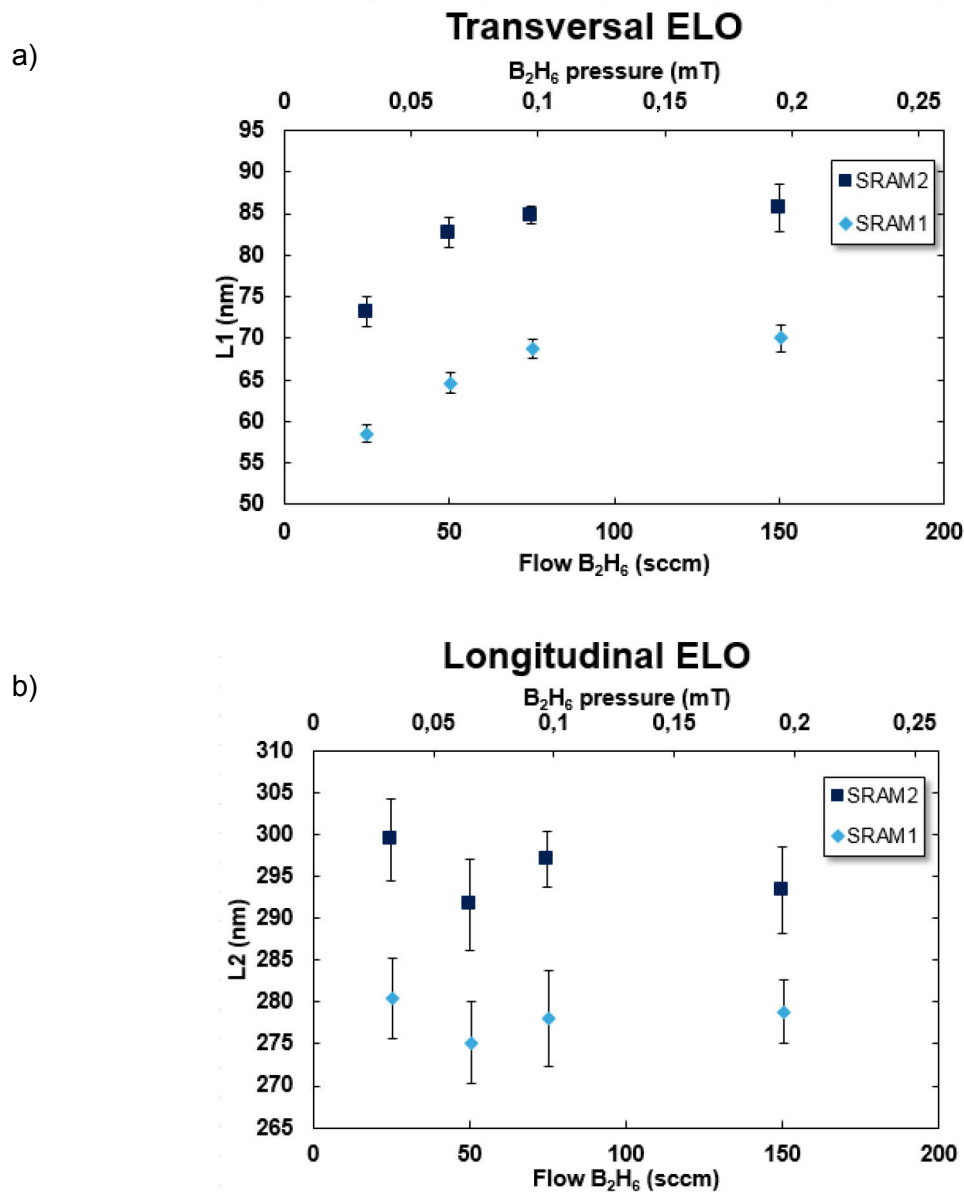 a)
Transversal ELO
B₂H₆ pressure (mT)
0 0,05 0,1 0,15 0,2 0,25
95
90
85
80
75
70
65
60
55
50
L1 (nm)
SRAM2
SRAM1
0 50 100 150 200
Flow B₂H₆ (sccm)
b)
Longitudinal ELO
B₂H₆ pressure (mT)
0 0,05 0,1 0,15 0,2 0,25
310
305
300
295
290
285
280
275
270
265
L2 (nm)
SRAM2
SRAM1
0 50 100 150 200
Flow B₂H₆ (sccm)